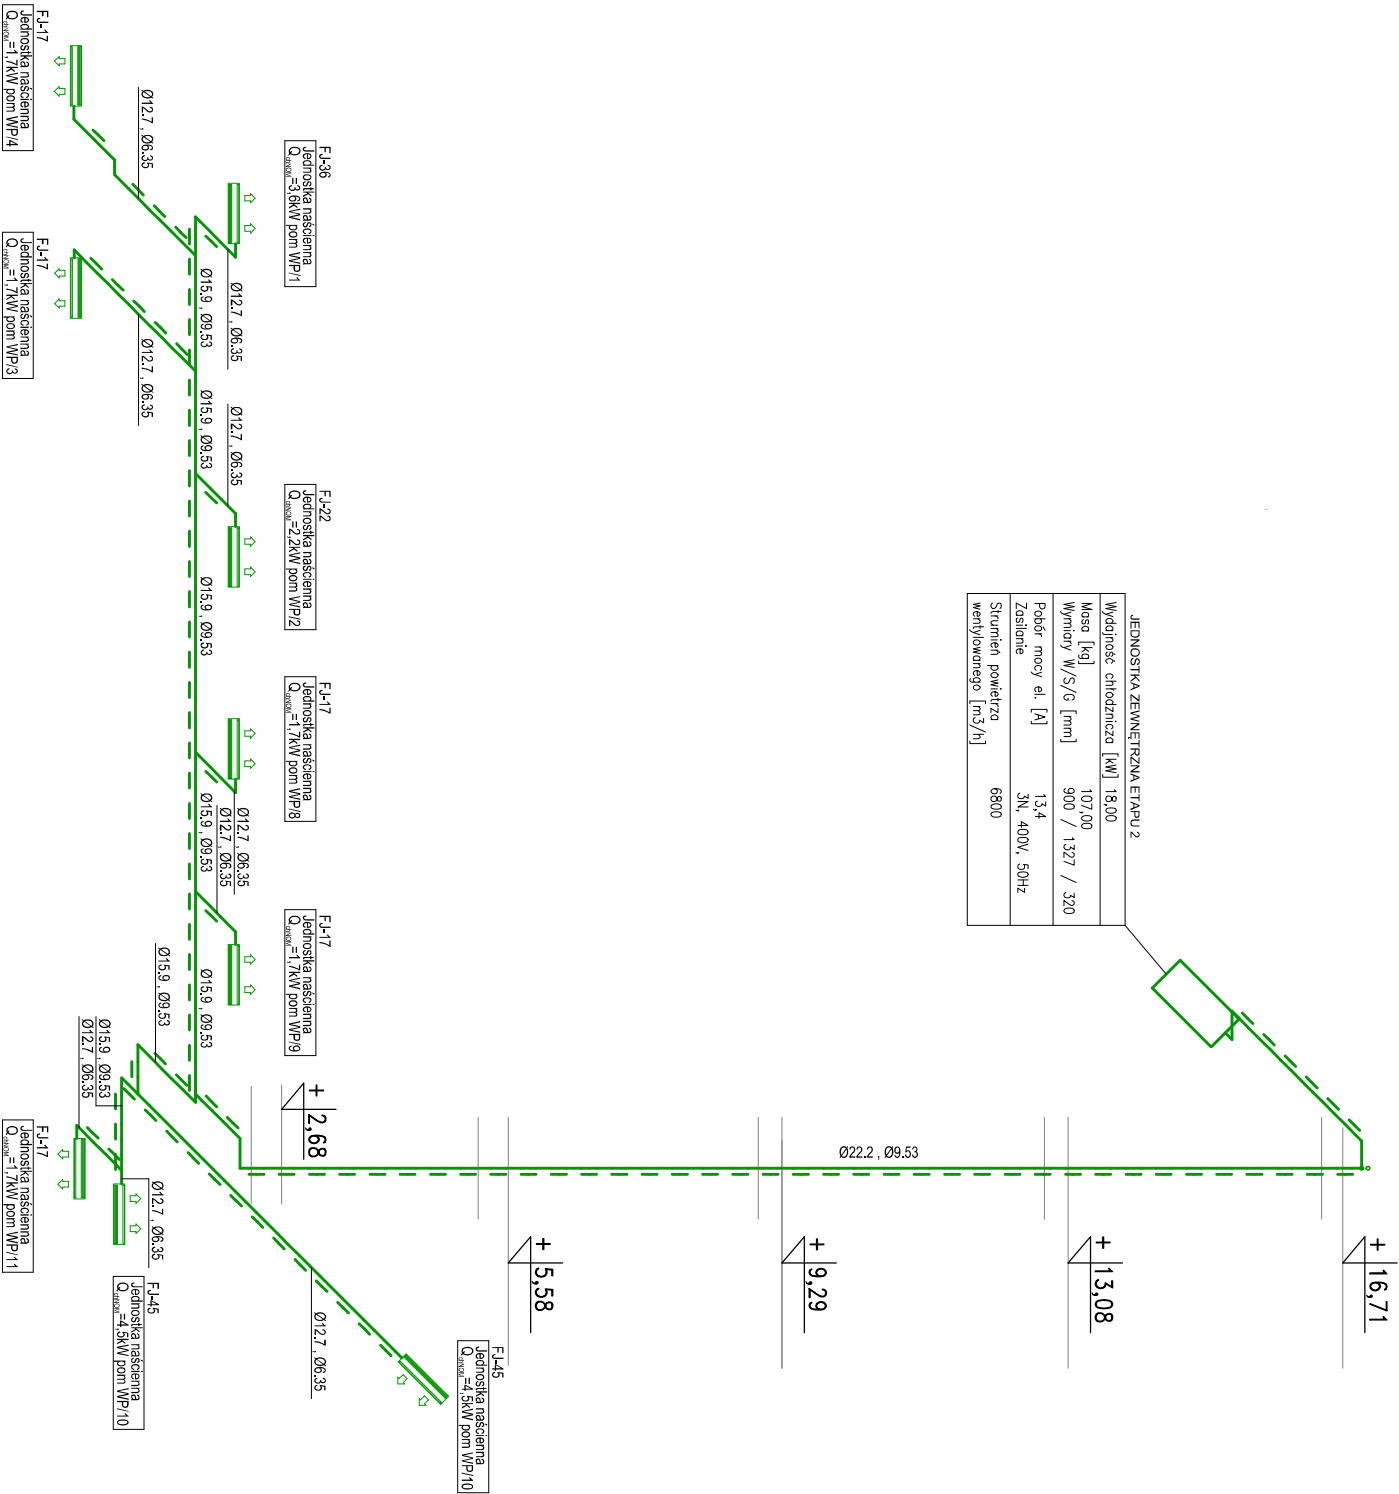 + 16,71
+ 13,08
+ 9,29
+ 5,58
+ 2,68
JEDNOSTKA ZEWNĘTRZNA ETAPU 2
Wydajność chłodznicza [kW] 18,00
Masa [kg] 107,00
Wymiary W/S/G [mm] 900 / 1327 / 320
Pobór mocy el. [A] 13,4
Zasilanie 3N, 400V, 50Hz
Strumień powietrza 6800
wentylowanego [m3/h]
Ø22.2 , Ø9.53
FJ-45
Jednostka naścienna
Q =4,5kW pom WP/10
FJ-36
Jednostka naścienna
Q =3,6kW pom WP/1
FJ-22
Jednostka naścienna
Q =2,2kW pom WP/2
FJ-17
Jednostka naścienna
Q =1,7kW pom WP/8
FJ-17
Jednostka naścienna
Q =1,7kW pom WP/9
Ø12.7 , Ø6.35
Ø12.7 , Ø6.35
Ø12.7 , Ø6.35
Ø12.7 , Ø6.35
Ø12.7 , Ø6.35
Ø15.9 , Ø9.53
Ø15.9 , Ø9.53
Ø15.9 , Ø9.53
Ø15.9 , Ø9.53
Ø15.9 , Ø9.53
Ø12.7 , Ø6.35
Ø12.7 , Ø6.35
Ø15.9 , Ø9.53
Ø12.7 , Ø6.35
Ø15.9 , Ø9.53
Ø12.7 , Ø6.35
FJ-45
Jednostka naścienna
Q =4,5kW pom WP/10
FJ-17
Jednostka naścienna
Q =1,7kW pom WP/4
FJ-17
Jednostka naścienna
Q =1,7kW pom WP/3
FJ-17
Jednostka naścienna
Q =1,7kW pom WP/11